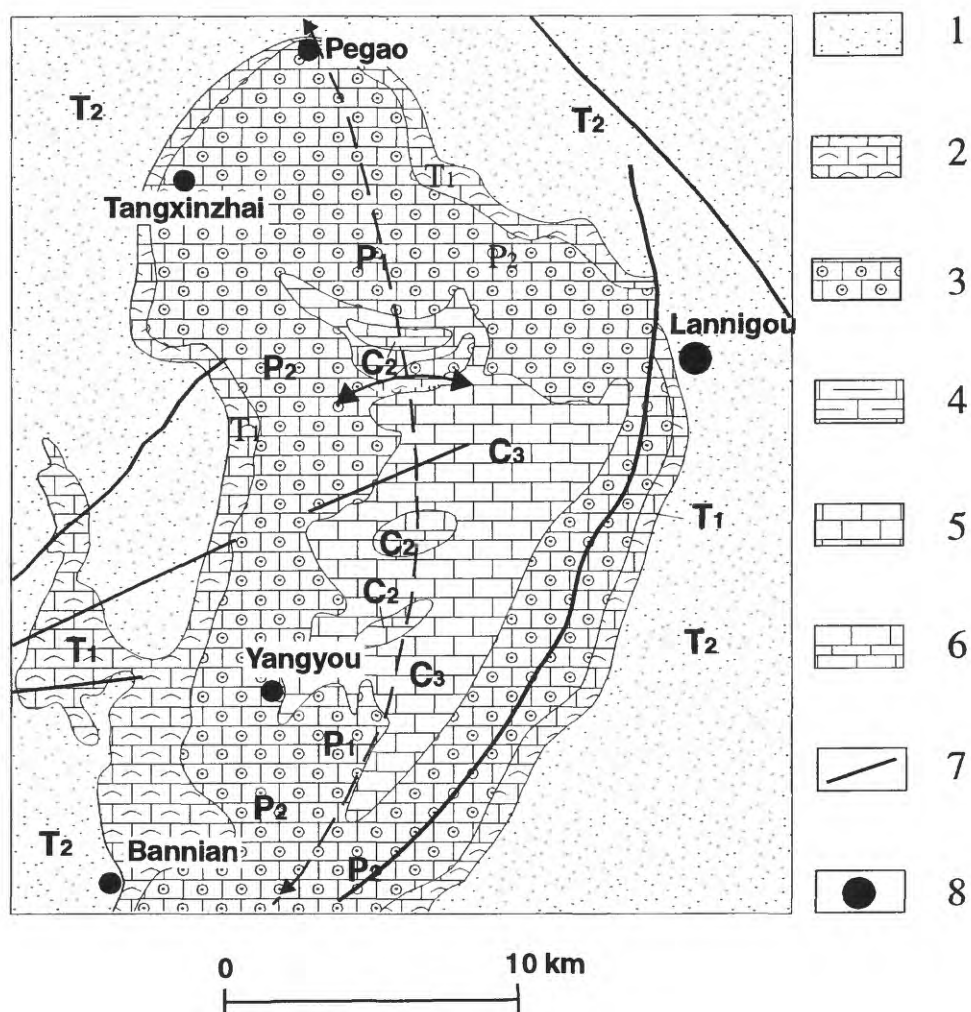 Pegao
T2
T2
T1
Tangxinzhai
P1
P2
Lannigou
P2
C2
T1
C3
T1
C2
C2
T2
T1
Yangyou
C3
P1
P2
T2
Bannian
P2
0
10 km
1
2
3
4
5
6
7
8